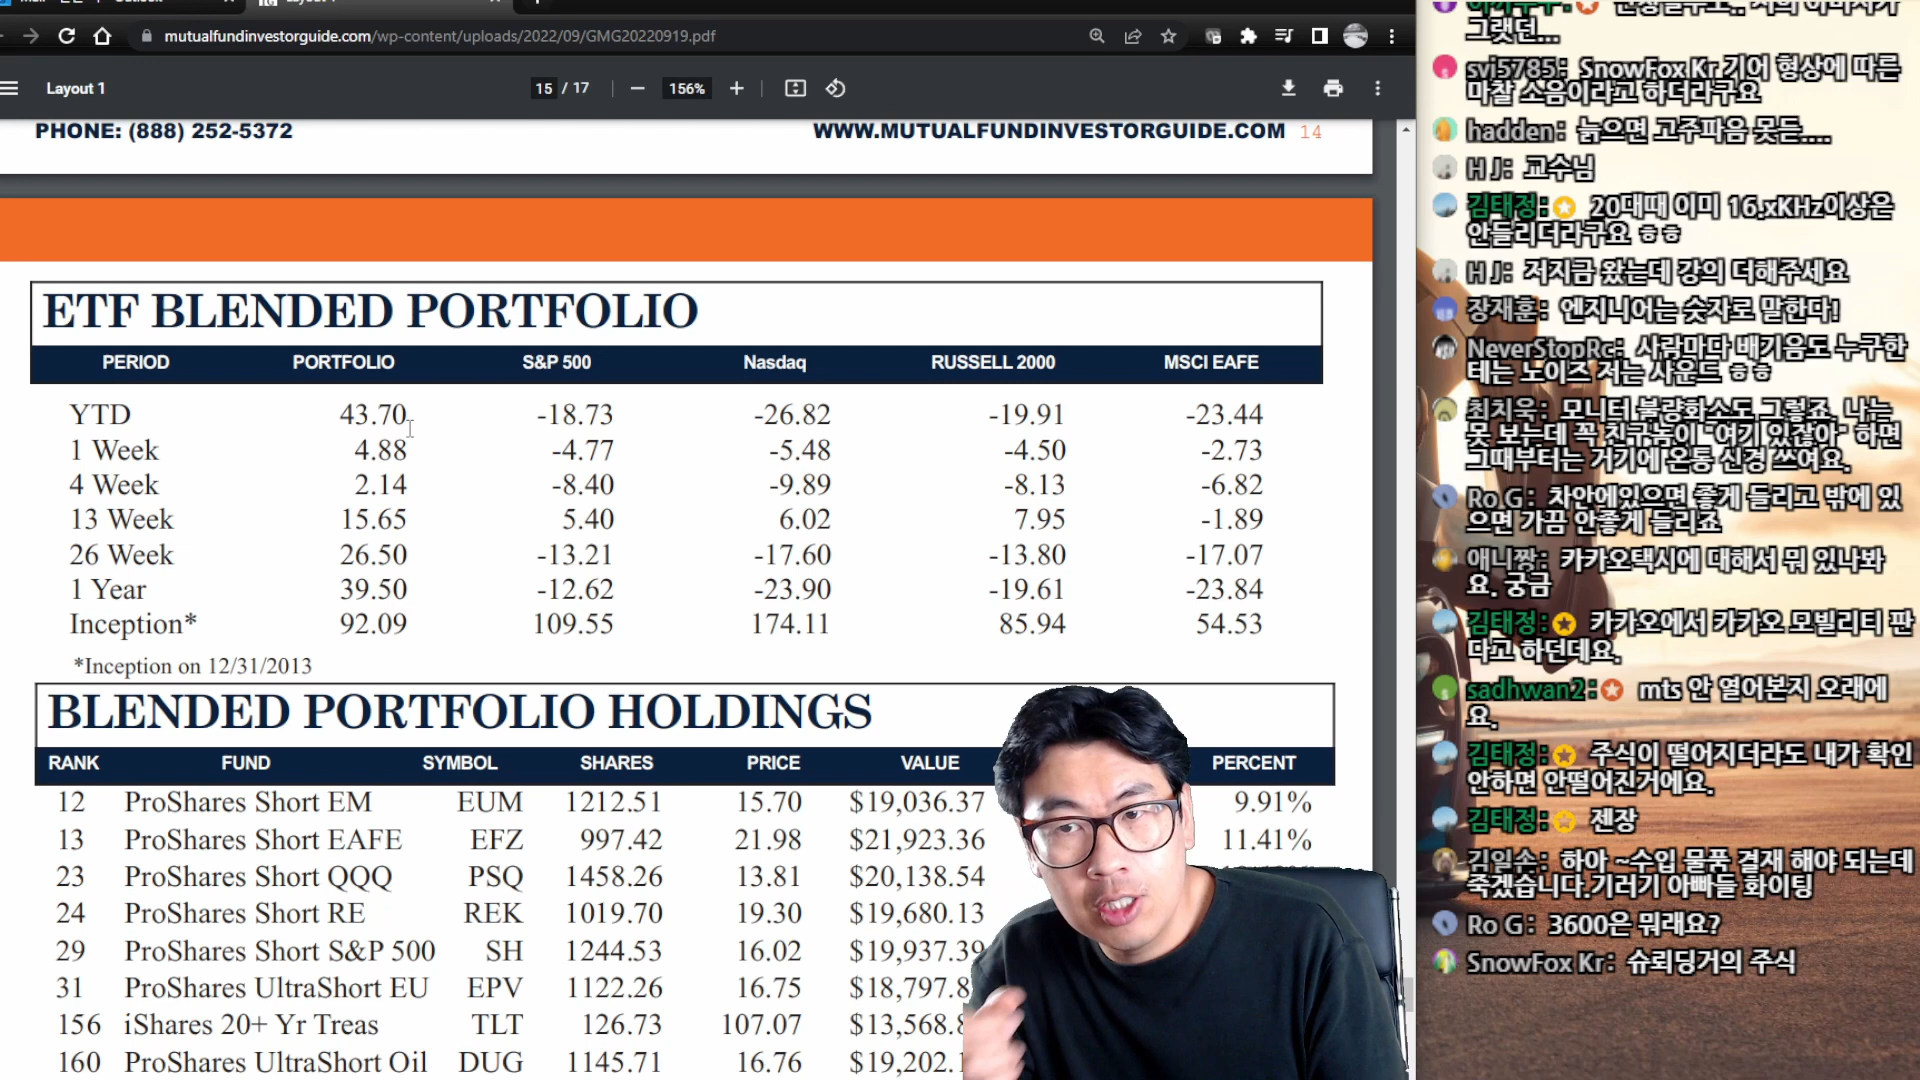 Layout 1
mutualfundinvestorguide.com/wp-content/uploads/2022/09/GMG20220919.pdf
Layout 1
15 / 17
156%
PHONE: (888) 252-5372
WWW.MUTUALFUNDINVESTORGUIDE.COM 14
ETF BLENDED PORTFOLIO
PERIOD PORTFOLIO S&P 500 Nasdaq RUSSELL 2000 MSCI EAFE
YTD 43.70 -18.73 -26.82 -19.91 -23.44
1 Week 4.88 -4.77 -5.48 -4.50 -2.73
4 Week 2.14 -8.40 -9.89 -8.13 -6.82
13 Week 15.65 5.40 6.02 7.95 -1.89
26 Week 26.50 -13.21 -17.60 -13.80 -17.07
1 Year 39.50 -12.62 -23.90 -19.61 -23.84
Inception* 92.09 109.55 174.11 85.94 54.53
*Inception on 12/31/2013
BLENDED PORTFOLIO HOLDINGS
RANK FUND SYMBOL SHARES PRICE VALUE PERCENT
12 ProShares Short EM EUM 1212.51 15.70 $19,036.37 9.91%
13 ProShares Short EAFE EFZ 997.42 21.98 $21,923.36 11.41%
23 ProShares Short QQQ PSQ 1458.26 13.81 $20,138.54
24 ProShares Short RE REK 1019.70 19.30 $19,680.13
29 ProShares Short S&P 500 SH 1244.53 16.02 $19,937.39
31 ProShares UltraShort EU EPV 1122.26 16.75 $18,797.8
156 iShares 20+ Yr Treas TLT 126.73 107.07 $13,568.
160 ProShares UltraShort Oil DUG 1145.71 16.76 $19,202.
그랬던...
svi5785: SnowFox Kr 기어 형상에 따른
마찰 소음이라고 하더라구요
hadden: 늙으면 고주파음 못든....
H J: 교수님
김태정: 20대때 이미 16.xKHz이상은
안들리더라구요 ㅎㅎ
H J: 저지금 왔는데 강의 더해주세요
장재훈: 엔지니어는 숫자로 말한다!
NeverStopRc: 사람마다 배기음도 누구한
테는 노이즈 저는 사운드 ㅎㅎ
최지욱: 모니터 불량화소도 그렇죠. 나는
못 보는데 꼭 친구놈이 "여기 있잖아" 하면
그때부터는 거기에 온통 신경 쓰여요.
Ro G: 차안에있으면 좋게 들리고 밖에 있
으면 가끔 안좋게 들리죠
애니짱: 카카오택시에 대해서 뭐 있나봐
요. 궁금
김태정: 카카오에서 카카오 모빌리티 판
다고 하던데요.
sadhwan2: mts 안 열어본지 오래에
요.
김태정: 주식이 떨어지더라도 내가 확인
안하면 안떨어진거에요.
김태정: 젠장
김일손: 하아 ~수입 물품 결재 해야 되는데
죽겠습니다.기러기 아빠들 화이팅
Ro G: 3600은 뭐래요?
SnowFox Kr: 슈뢰딩거의 주식